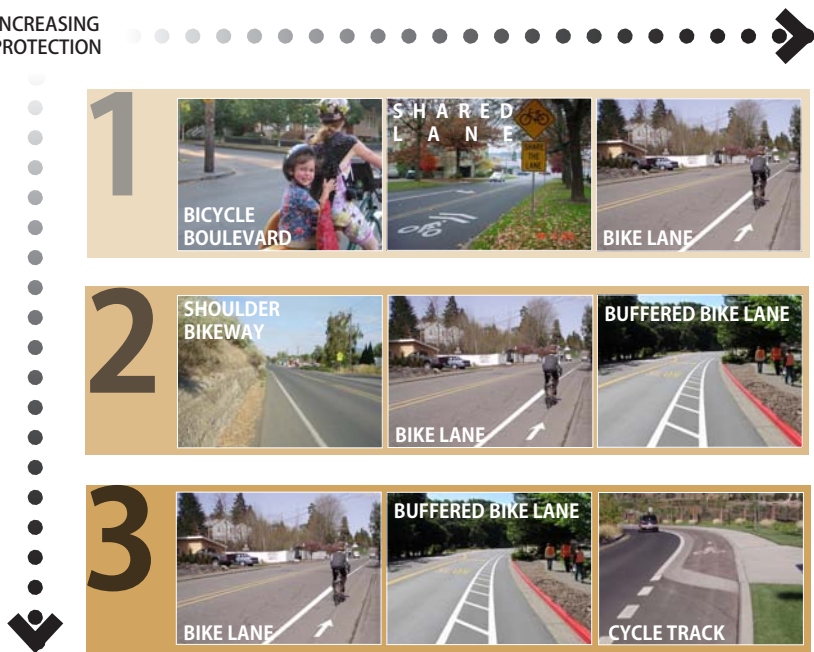 NCREASING
PROTECTION
1
BICYCLE
BOULEVARD
SHARED
LANE
SHARE
THE
LANE
BIKE LANE
2
SHOULDER
BIKEWAY
BIKE LANE
BUFFERED BIKE LANE
3
BIKE LANE
BUFFERED BIKE LANE
CYCLE TRACK